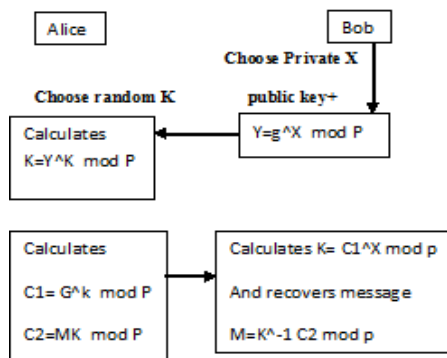 Alice
Bob
Choose Private X
Choose random K
public key+
Calculates
K=Y^K mod P
Y=g^X mod P
Calculates
C1= G^k mod P
C2=MK mod P
Calculates K= C1^X mod p
And recovers message
M=K^-1 C2 mod p